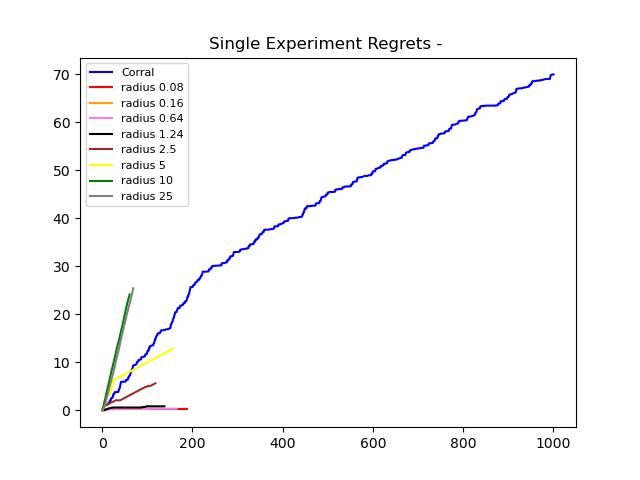 Single Experiment Regrets -
Corral
radius 0.08
radius 0.16
radius 0.64
radius 1.24
radius 2.5
radius 5
radius 10
radius 25
70
60
50
40
30
20
10
0
0 200 400 600 800 1000